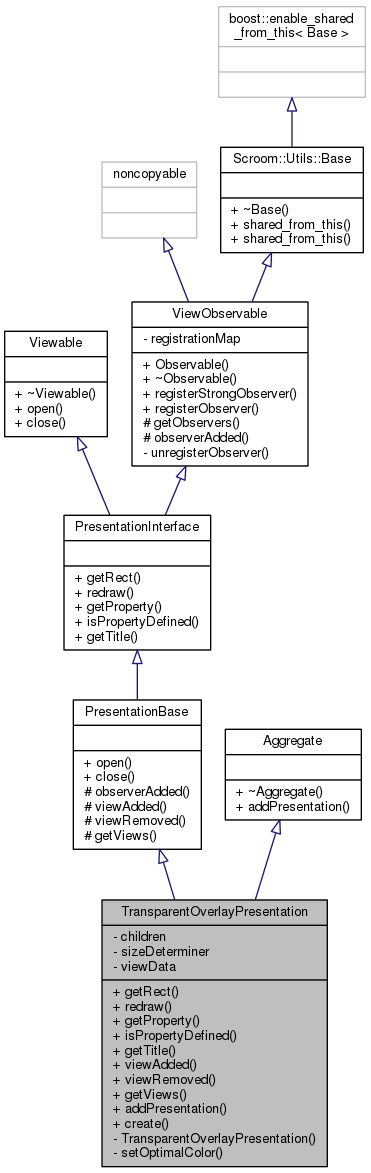 boost::enable_shared
_from_this< Base >
Scroom::Utils::Base
+ ~Base()
+ shared_from_this()
+ shared_from_this()
noncopyable
ViewObservable
- registrationMap
+ Observable()
+ ~Observable()
+ registerStrongObserver()
+ registerObserver()
# getObservers()
# observerAdded()
- unregisterObserver()
Viewable
+ ~Viewable()
+ open()
+ close()
PresentationInterface
+ getRect()
+ redraw()
+ getProperty()
+ isPropertyDefined()
+ getTitle()
PresentationBase
+ open()
+ close()
# observerAdded()
# viewAdded()
# viewRemoved()
# getViews()
Aggregate
+ ~Aggregate()
+ addPresentation()
TransparentOverlayPresentation
- children
- sizeDeterminer
- viewData
+ getRect()
+ redraw()
+ getProperty()
+ isPropertyDefined()
+ getTitle()
+ viewAdded()
+ viewRemoved()
+ getViews()
+ addPresentation()
+ create()
- TransparentOverlayPresentation()
- setOptimalColor()